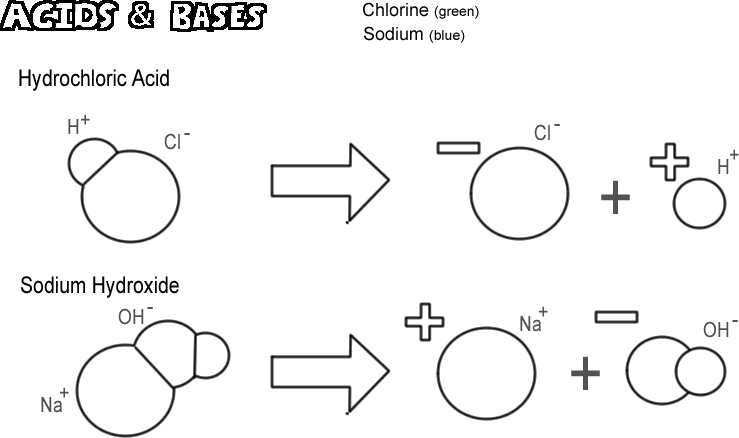 ACIDS & BASES
Chlorine (green)
Sodium (blue)
Hydrochloric Acid
H+
Cl-
Cl-
+
H+
Sodium Hydroxide
OH-
Na+
Na+
+
OH-